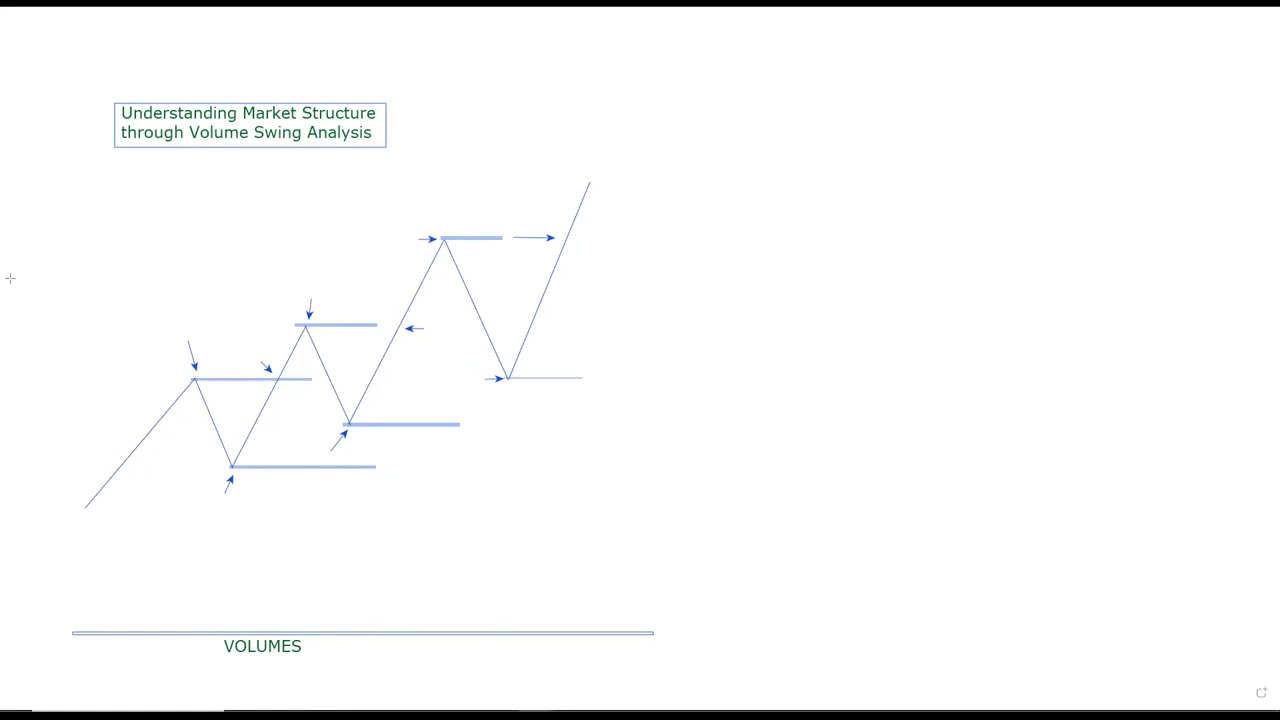 Understanding Market Structure
through Volume Swing Analysis
VOLUMES